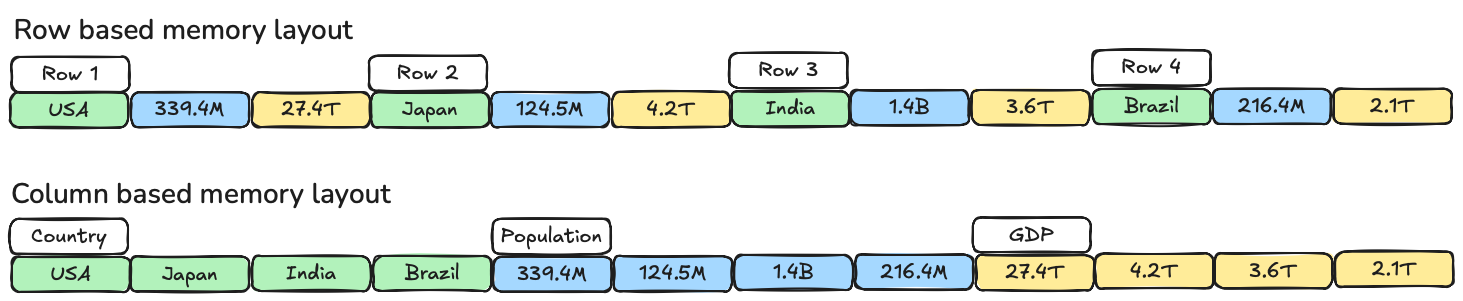 Row based memory layout
Row 1 Row 2 Row 3 Row 4
USA 339.4M 27.4T Japan 124.5M 4.2T India 1.4B 3.6T Brazil 216.4M 2.1T
Column based memory layout
Country Population GDP
USA Japan India Brazil 339.4M 124.5M 1.4B 216.4M 27.4T 4.2T 3.6T 2.1T